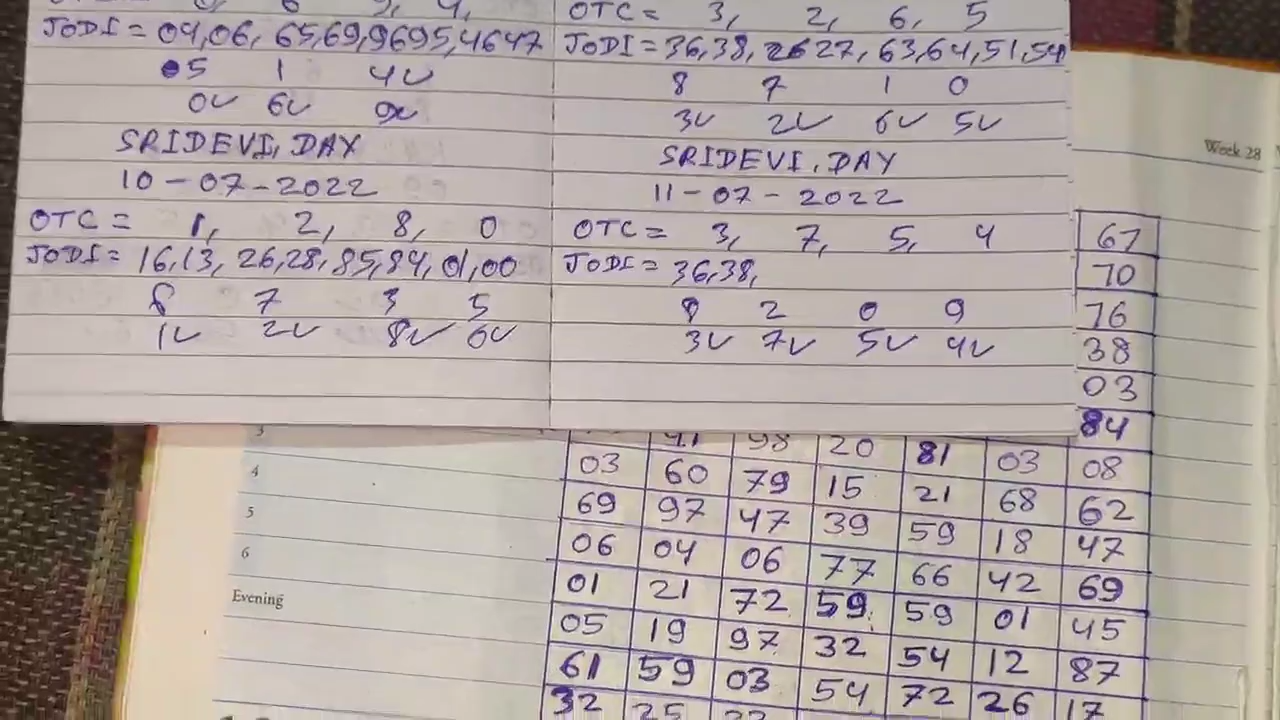 JODI = 04,06, 65,69,9695,4647
5 1 4✓
0✓ 6✓ 9✓
SRIDEVI, DAY
10-07-2022
OTC = 1, 2, 8, 0
JODI = 16,13, 26,28, 85,84, 01,00
6 7 3 5
1✓ 2✓ 8✓ 0✓
OTC = 3, 2, 6, 5
JODI = 36,38, 2627, 63,64,51,54
8 7 1 0
3✓ 2✓ 6✓ 5✓
SRIDEVI, DAY
11-07-2022
OTC = 3, 7, 5, 4
JODI = 36,38,
8 2 0 9
3✓ 7✓ 5✓ 4✓
Week 28
67
70
76
38
03
84
3 41 98 20 81 03 08
4 03 60 79 15 21 68 62
5 69 97 47 39 59 18 47
6 06 04 06 77 66 42 69
Evening 01 21 72 59 59 01 45
05 19 97 32 54 12 87
61 59 03 54 72 26 17
32 25